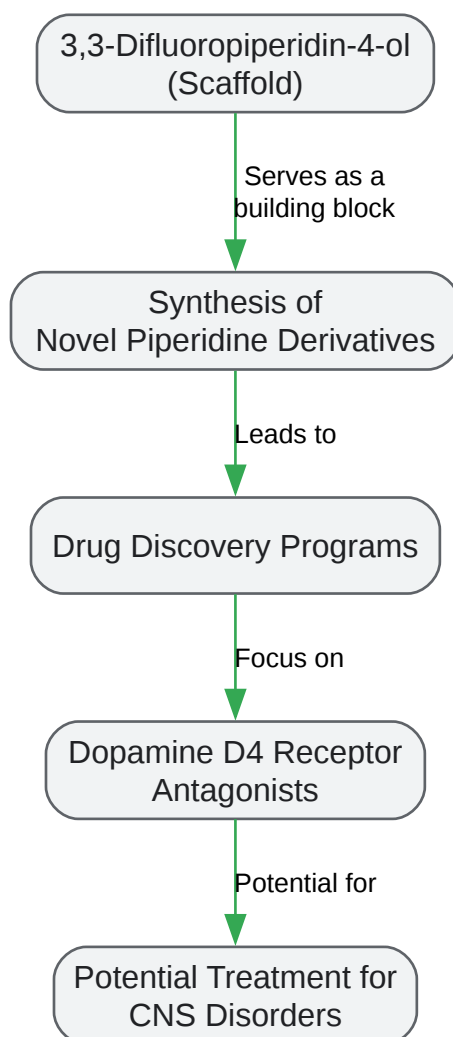 3,3-Difluoropiperidin-4-ol
(Scaffold)
Serves as a
building block
Synthesis of
Novel Piperidine Derivatives
Leads to
Drug Discovery Programs
Focus on
Dopamine D4 Receptor
Antagonists
Potential for
Potential Treatment for
CNS Disorders